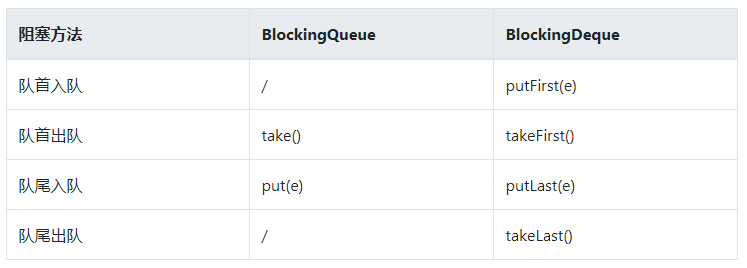 阻塞方法 BlockingQueue BlockingDeque
队首入队 / putFirst(e)
队首出队 take() takeFirst()
队尾入队 put(e) putLast(e)
队尾出队 / takeLast()